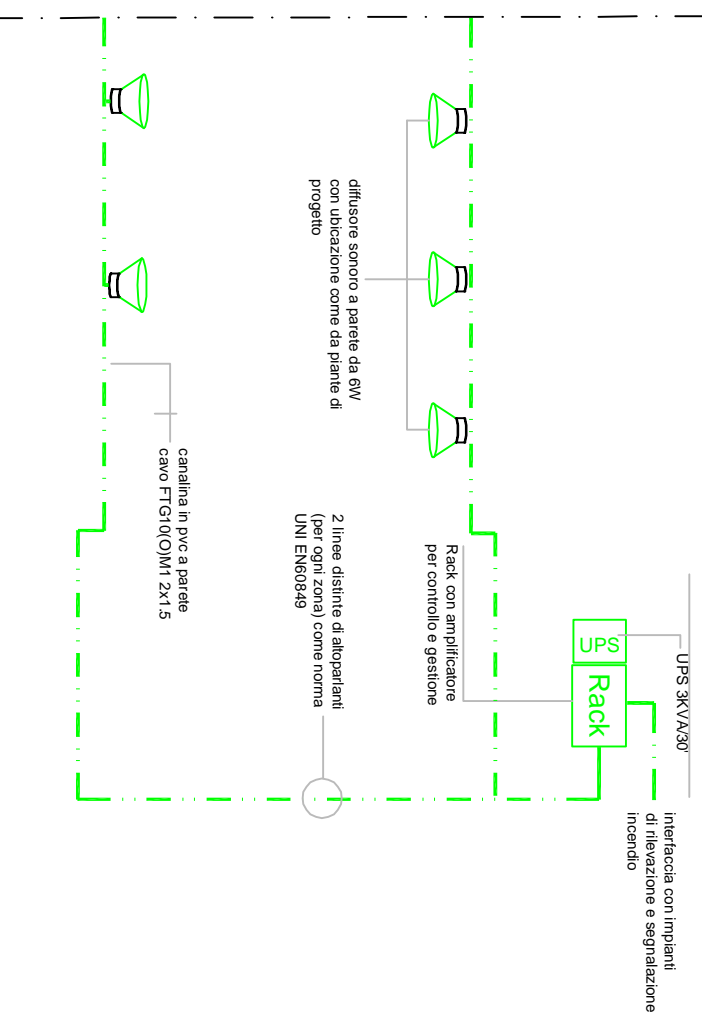 interfaccia con impianti
di rilevazione e segnalazione
incendio
UPS 3KVA/30'
UPS
Rack
Rack con amplificatore
per controllo e gestione
diffusore sonoro a parete da 6W
con ubicazione come da piante di
progetto
2 linee distinte di altoparlanti
(per ogni zona) come norma
UNI EN60849
canalina in pvc a parete
cavo FTG10(O)M1 2x1.5